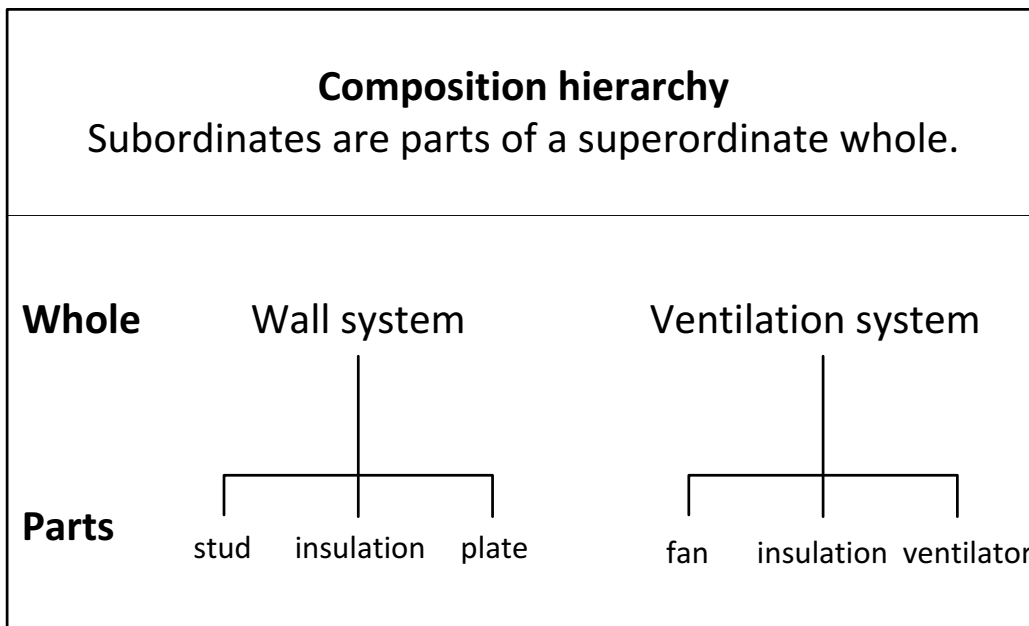 Composition hierarchy
Subordinates are parts of a superordinate whole.
Whole Wall system Ventilation system
Parts
stud insulation plate fan insulation ventilator